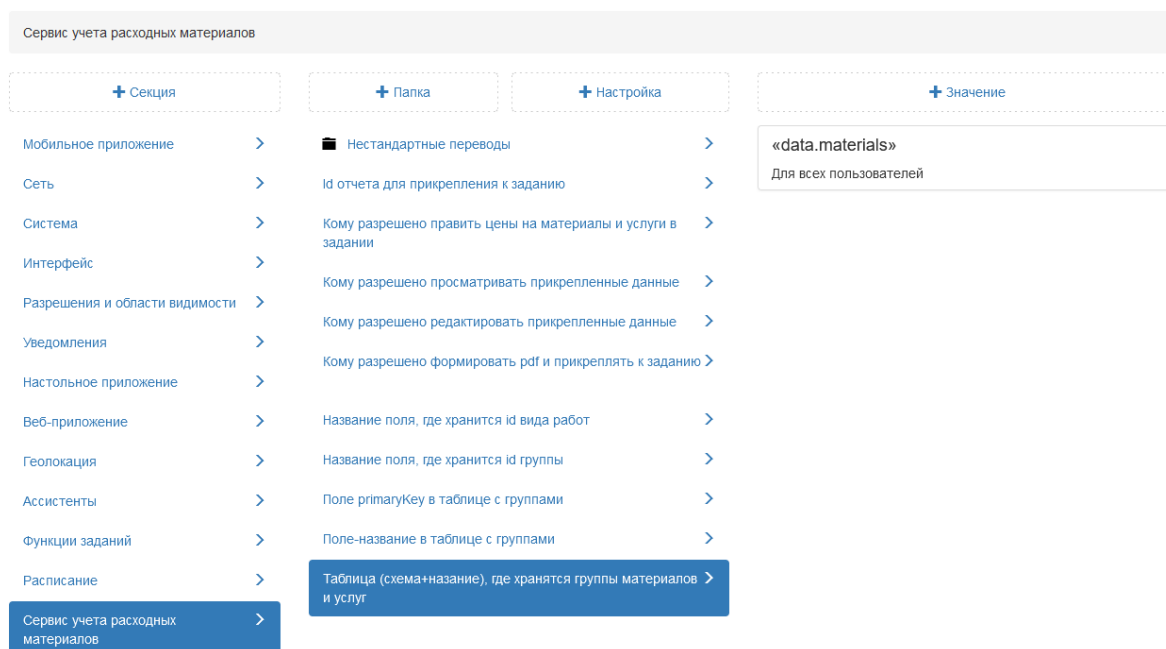 Сервис учета расходных материалов
+ Секция
+ Папка
+ Настройка
+ Значение
Мобильное приложение
Сеть
Система
Интерфейс
Разрешения и области видимости
Уведомления
Настольное приложение
Веб-приложение
Геолокация
Ассистенты
Функции заданий
Расписание
Сервис учета расходных
материалов
Нестандартные переводы
Id отчета для прикрепления к заданию
Кому разрешено править цены на материалы и услуги в
задании
Кому разрешено просматривать прикрепленные данные
Кому разрешено редактировать прикрепленные данные
Кому разрешено формировать pdf и прикреплять к заданию
Название поля, где хранится id вида работ
Название поля, где хранится id группы
Поле primaryKey в таблице с группами
Поле-название в таблице с группами
Таблица (схема+назание), где хранятся группы материалов
и услуг
«data.materials»
Для всех пользователей